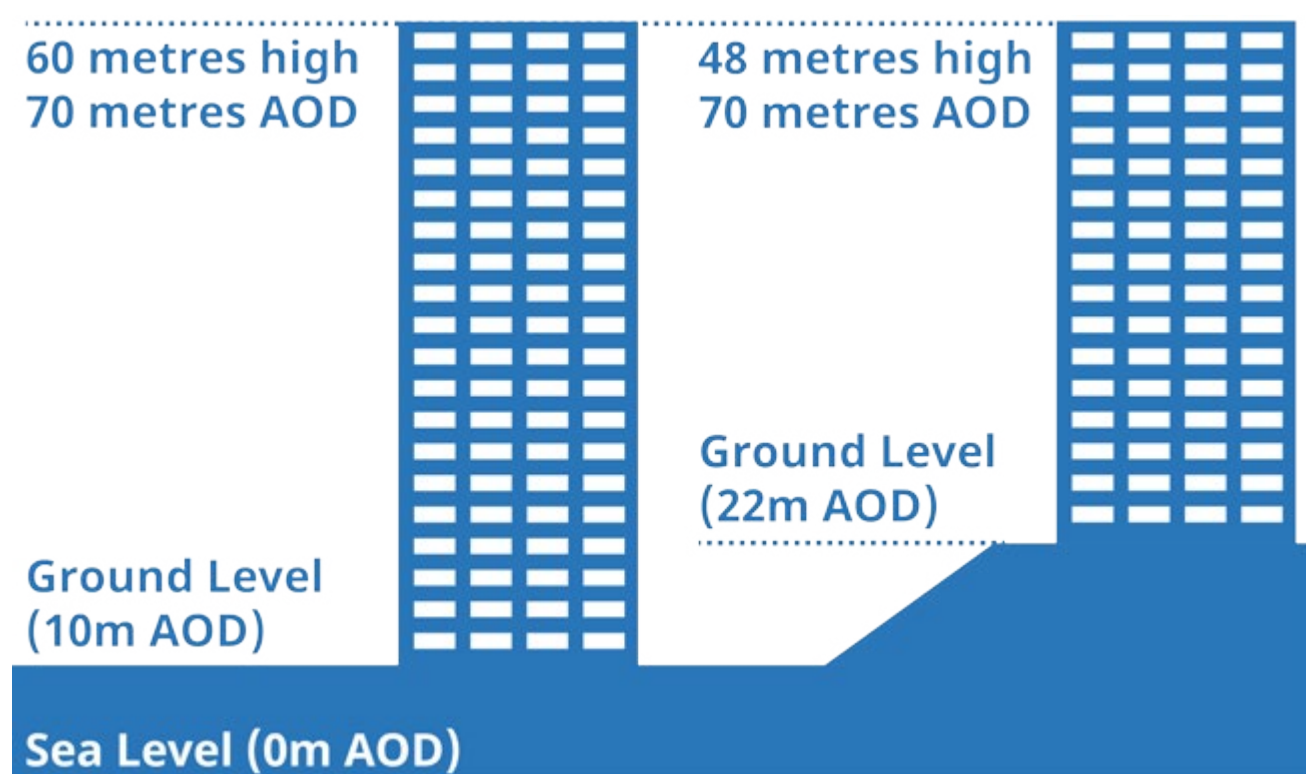 60 metres high
70 metres AOD
48 metres high
70 metres AOD
Ground Level
(22m AOD)
Ground Level
(10m AOD)
Sea Level (0m AOD)